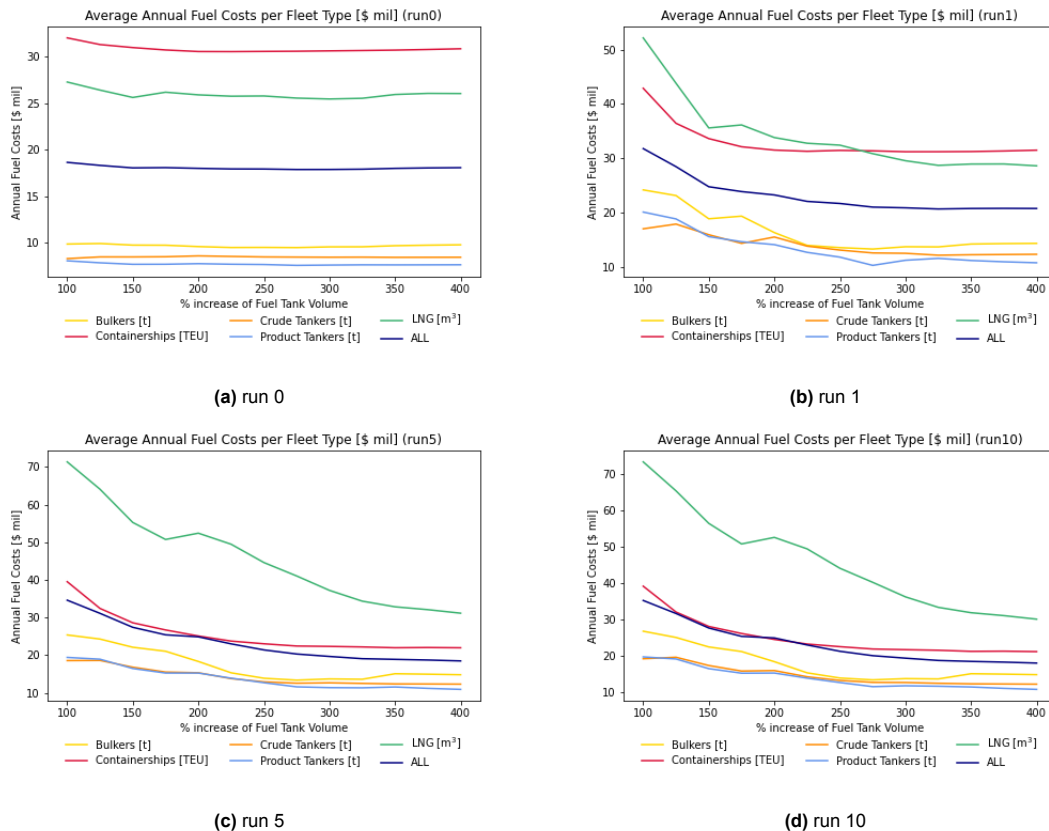 Average Annual Fuel Costs per Fleet Type [$ mil] (run0)
Annual Fuel Costs [$ mil]
30
25
20
15
10
100 150 200 250 300 350 400
% increase of Fuel Tank Volume
Bulkers [t] Crude Tankers [t] LNG [m³]
Containerships [TEU] Product Tankers [t] ALL
(a) run 0
Average Annual Fuel Costs per Fleet Type [$ mil] (run1)
Annual Fuel Costs [$ mil]
50
40
30
20
10
100 150 200 250 300 350 400
% increase of Fuel Tank Volume
Bulkers [t] Crude Tankers [t] LNG [m³]
Containerships [TEU] Product Tankers [t] ALL
(b) run 1
Average Annual Fuel Costs per Fleet Type [$ mil] (run5)
Annual Fuel Costs [$ mil]
70
60
50
40
30
20
10
100 150 200 250 300 350 400
% increase of Fuel Tank Volume
Bulkers [t] Crude Tankers [t] LNG [m³]
Containerships [TEU] Product Tankers [t] ALL
(c) run 5
Average Annual Fuel Costs per Fleet Type [$ mil] (run10)
Annual Fuel Costs [$ mil]
70
60
50
40
30
20
10
100 150 200 250 300 350 400
% increase of Fuel Tank Volume
Bulkers [t] Crude Tankers [t] LNG [m³]
Containerships [TEU] Product Tankers [t] ALL
(d) run 10